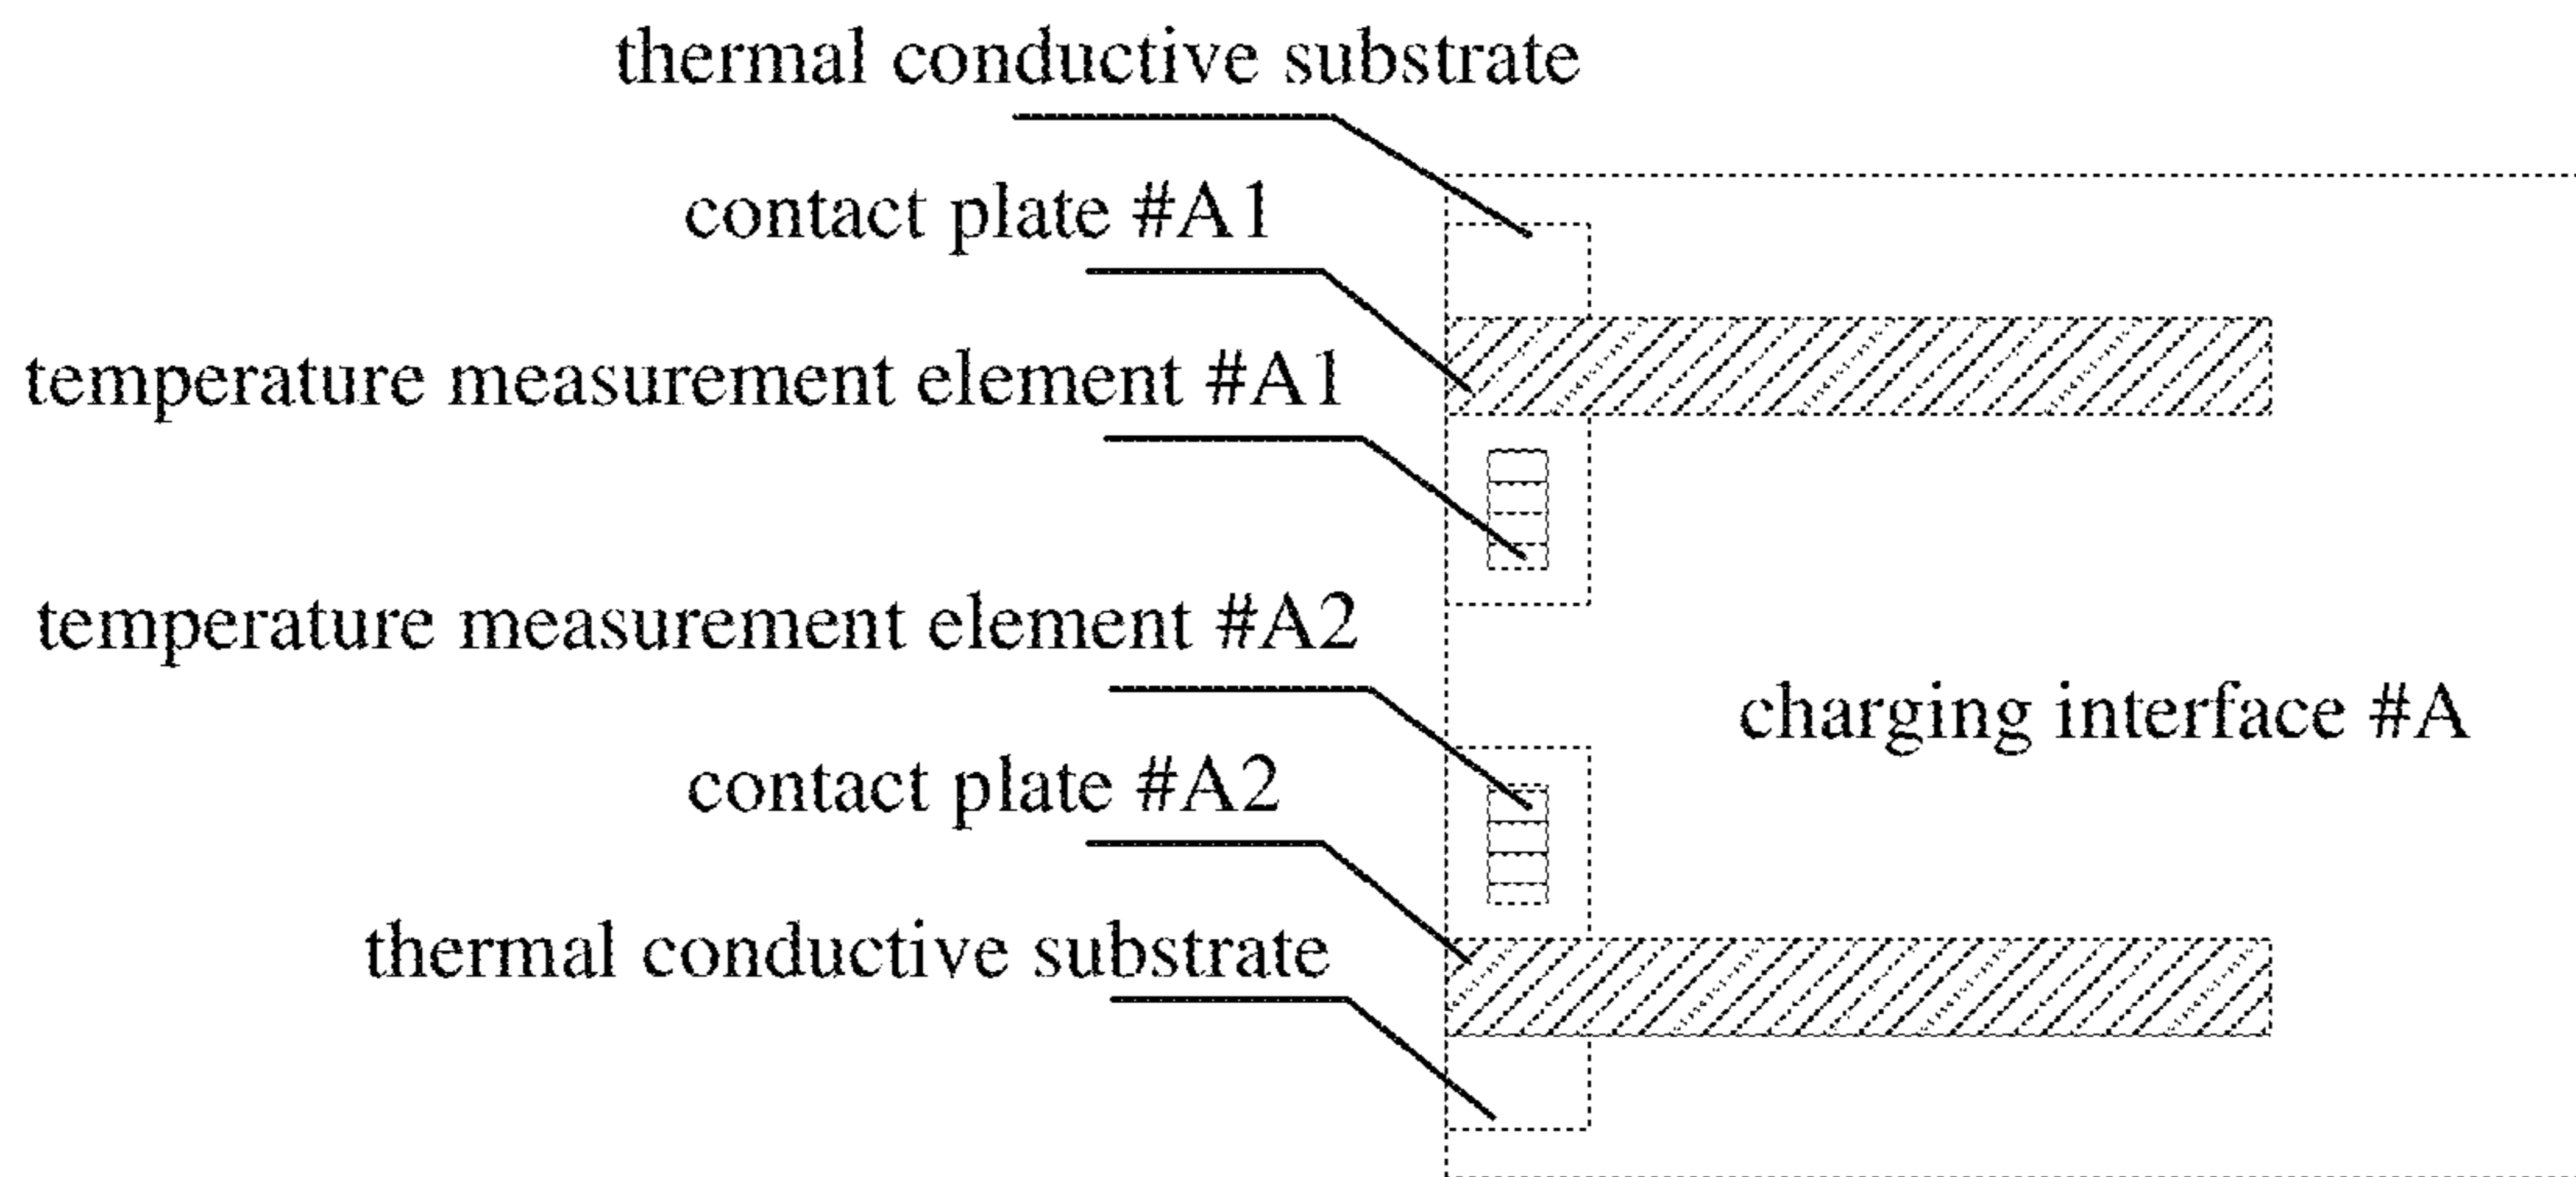 thermal conductive substrate
contact plate #A1
temperature measurement element #A1
temperature measurement element #A2
charging interface #A
contact plate #A2
thermal conductive substrate